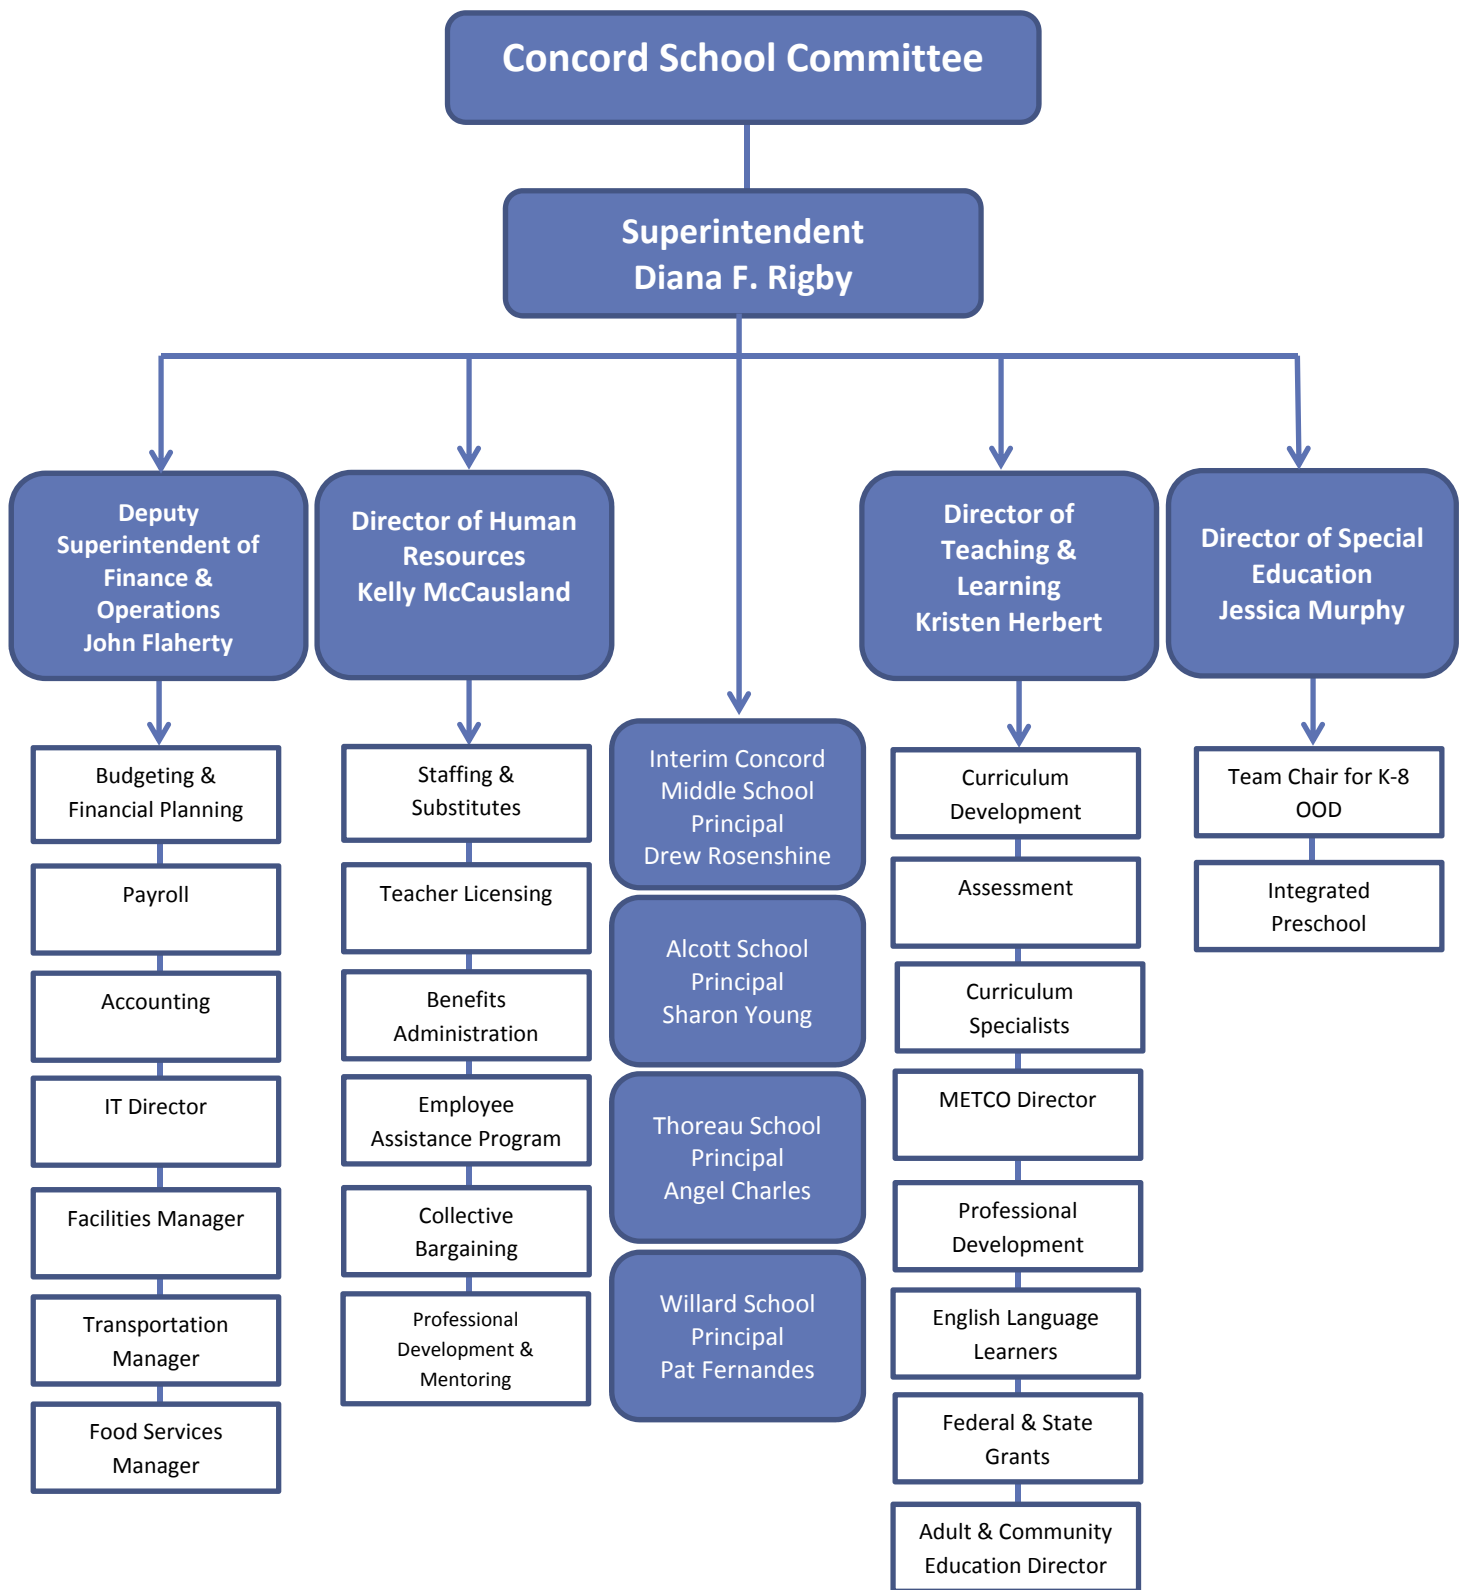 Concord School Committee
Superintendent
Diana F. Rigby
Deputy
Superintendent of
Finance &
Operations
John Flaherty
Director of Human
Resources
Kelly McCausland
Director of
Teaching &
Learning
Kristen Herbert
Director of Special
Education
Jessica Murphy
Budgeting &
Financial Planning
Payroll
Accounting
IT Director
Facilities Manager
Transportation
Manager
Food Services
Manager
Staffing &
Substitutes
Teacher Licensing
Benefits
Administration
Employee
Assistance Program
Collective
Bargaining
Professional
Development &
Mentoring
Interim Concord
Middle School
Principal
Drew Rosenshine
Alcott School
Principal
Sharon Young
Thoreau School
Principal
Angel Charles
Willard School
Principal
Pat Fernandes
Curriculum
Development
Assessment
Curriculum
Specialists
METCO Director
Professional
Development
English Language
Learners
Federal & State
Grants
Adult & Community
Education Director
Team Chair for K-8
OOD
Integrated
Preschool